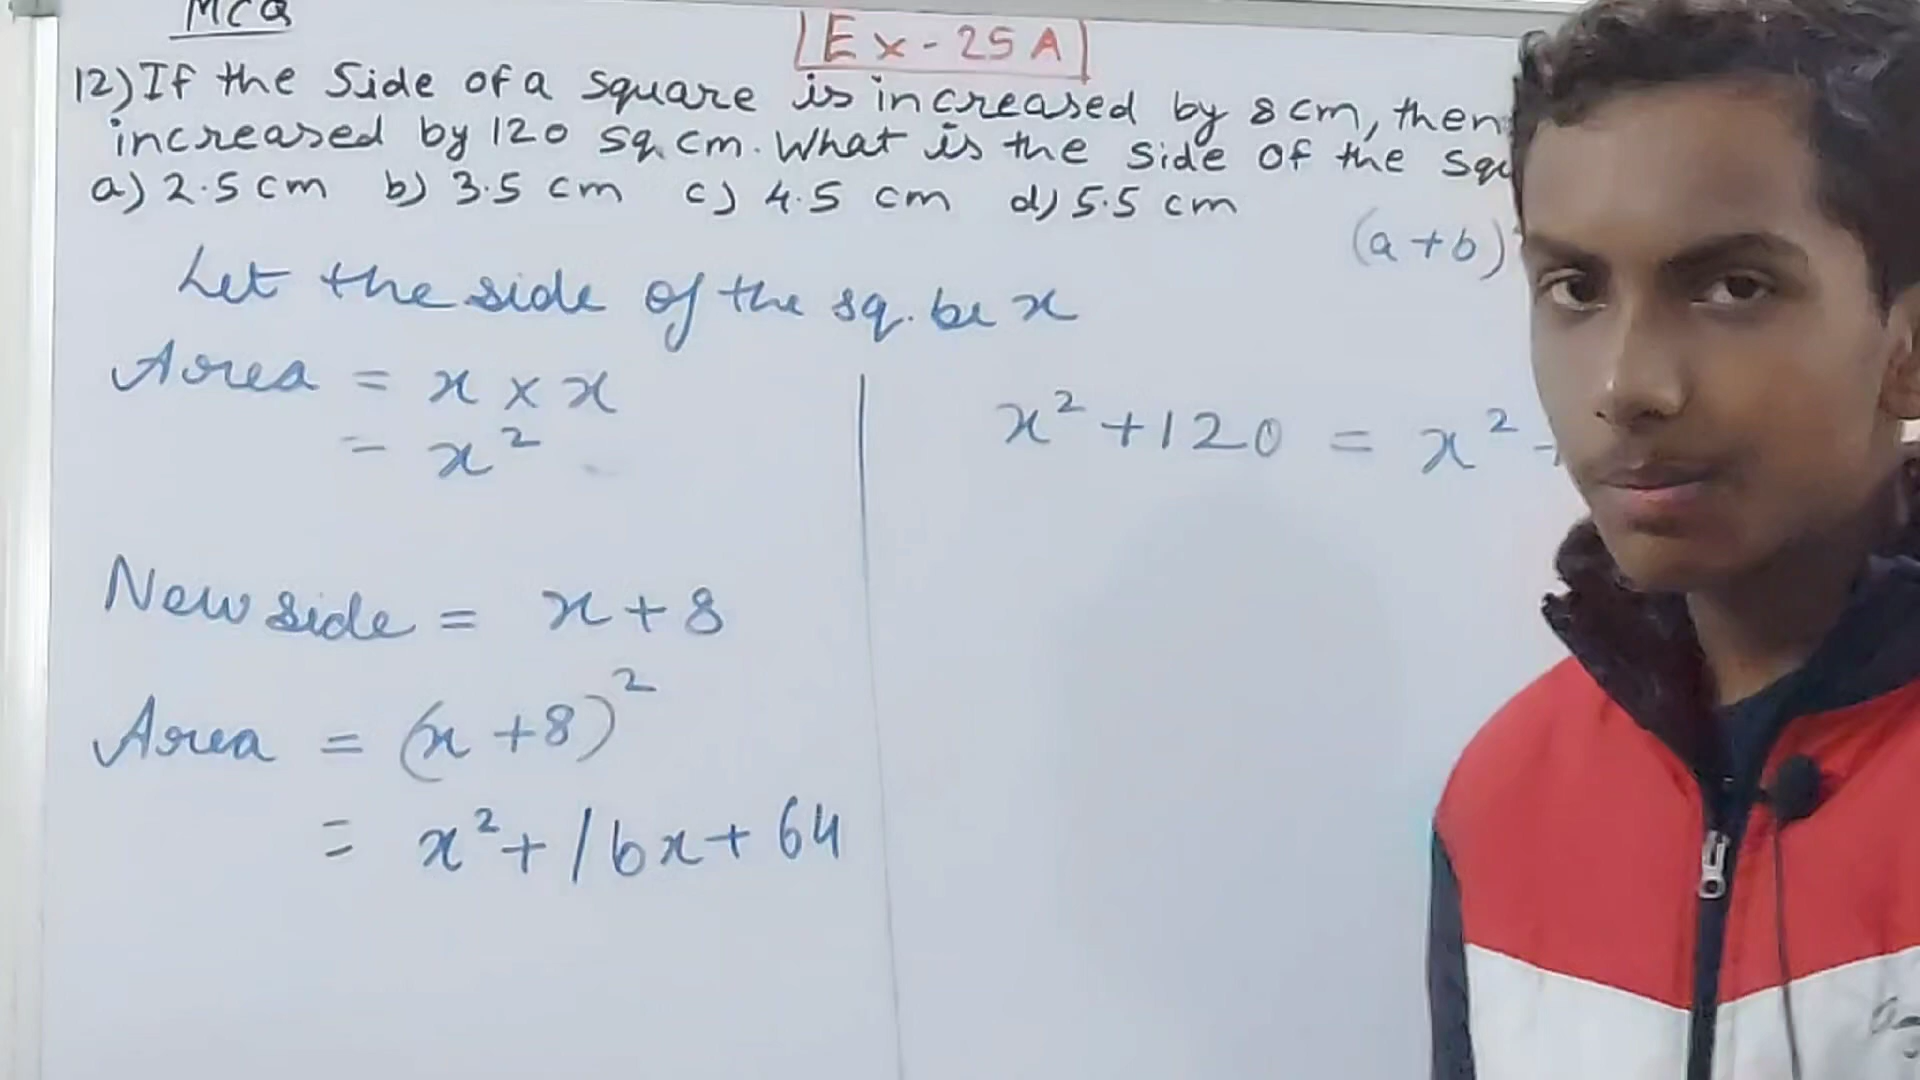 MCQ
Ex-25A
12) If the side of a square is increased by 8 cm, then
increased by 120 sq. cm. What is the side of the squ
a) 2.5 cm b) 3.5 cm c) 4.5 cm d) 5.5 cm
(a+b)
Let the side of the sq. be x
Area = x × x
= x²
x² + 120 = x²
New side = x + 8
Area = (x + 8)²
= x² + 16x + 64